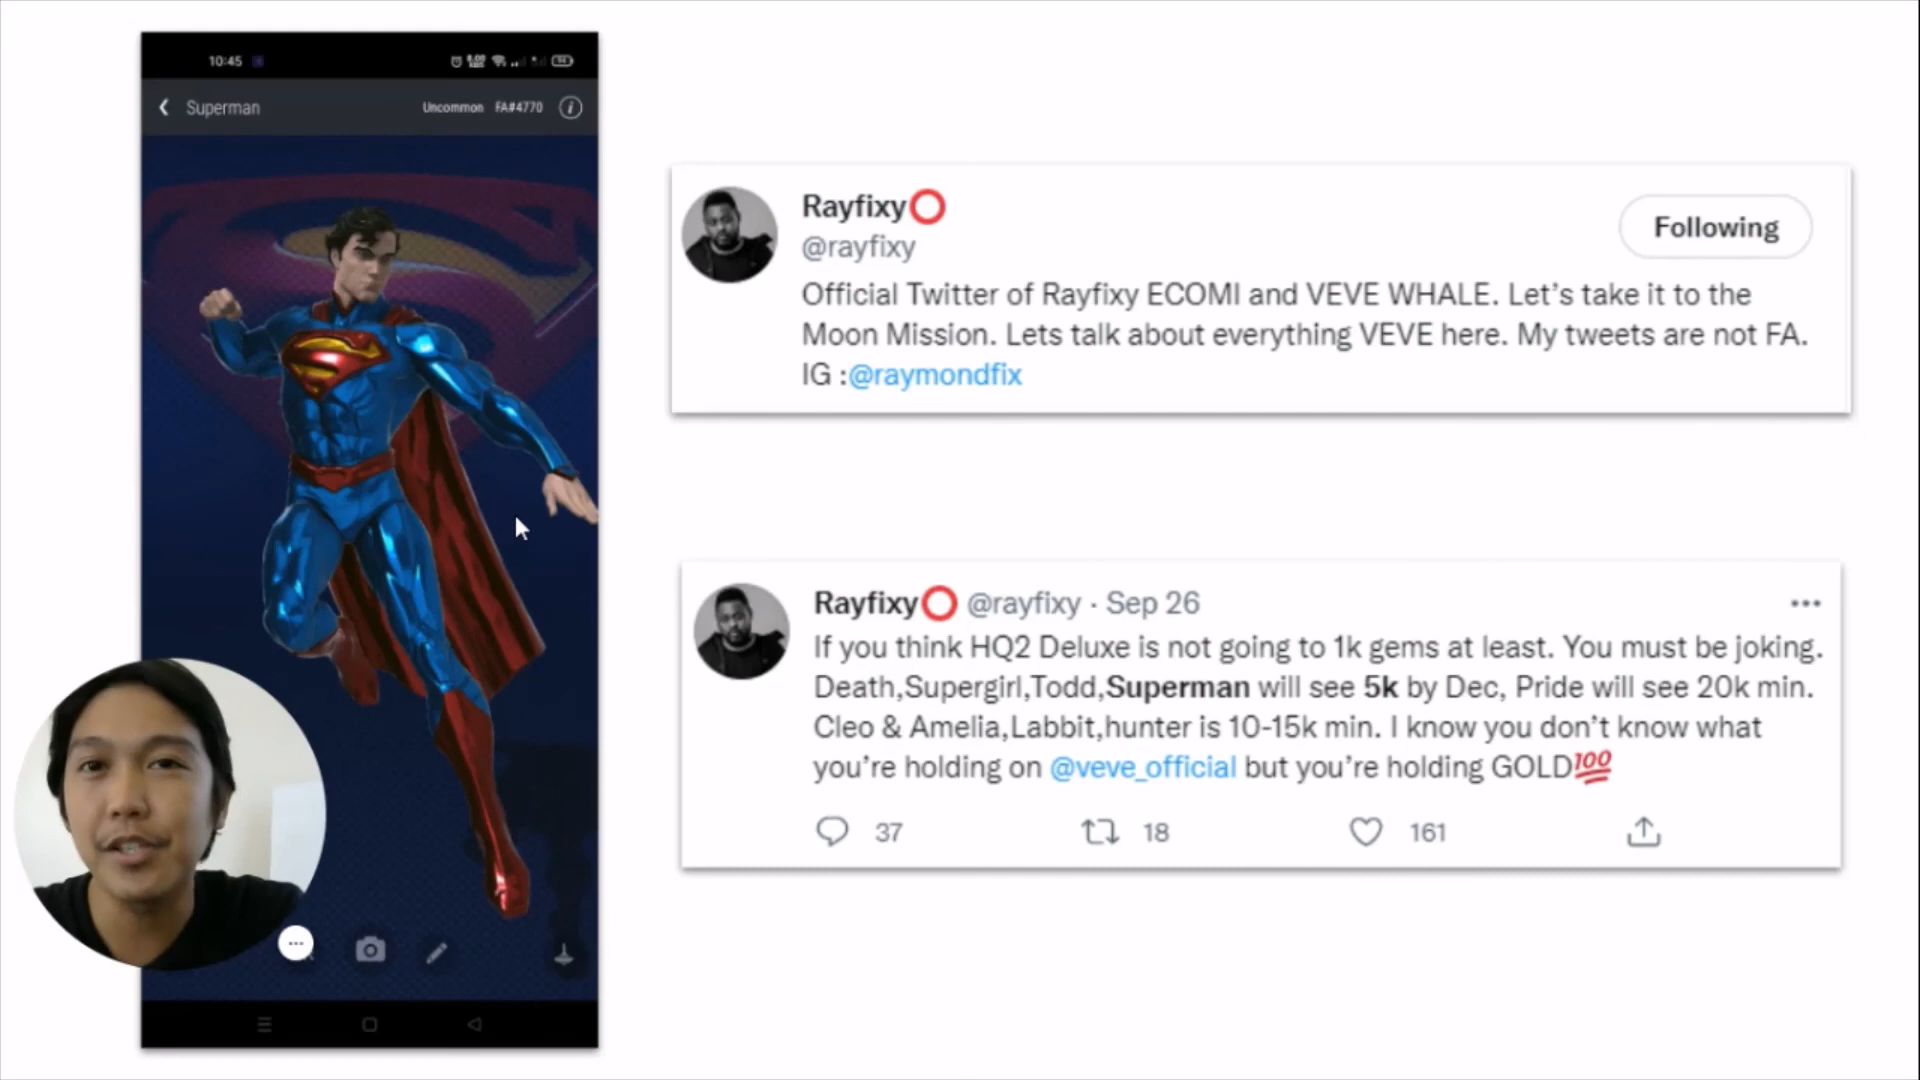 10:45
Superman Uncommon FA#4770
Rayfixy
@rayfixy
Following
Official Twitter of Rayfixy ECOMI and VEVE WHALE. Let's take it to the
Moon Mission. Lets talk about everything VEVE here. My tweets are not FA.
IG :@raymondfix
Rayfixy @rayfixy · Sep 26
If you think HQ2 Deluxe is not going to 1k gems at least. You must be joking.
Death,Supergirl,Todd,Superman will see 5k by Dec, Pride will see 20k min.
Cleo & Amelia,Labbit,hunter is 10-15k min. I know you don't know what
you're holding on @veve_official but you're holding GOLD💯
37 18 161